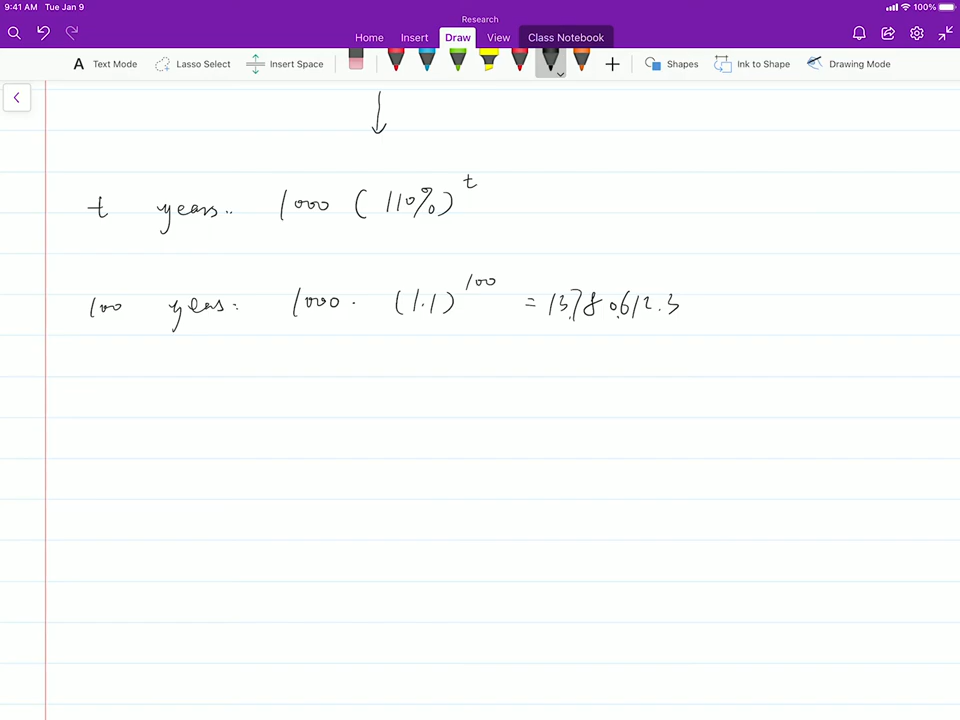 9:41 AM Tue Jan 9
100%
Research
Home Insert Draw View Class Notebook
Text Mode Lasso Select Insert Space Shapes Ink to Shape Drawing Mode
t years: 1000 (110%)^t
100 years: 1000 · (1.1)^100 = 13,780,612.3